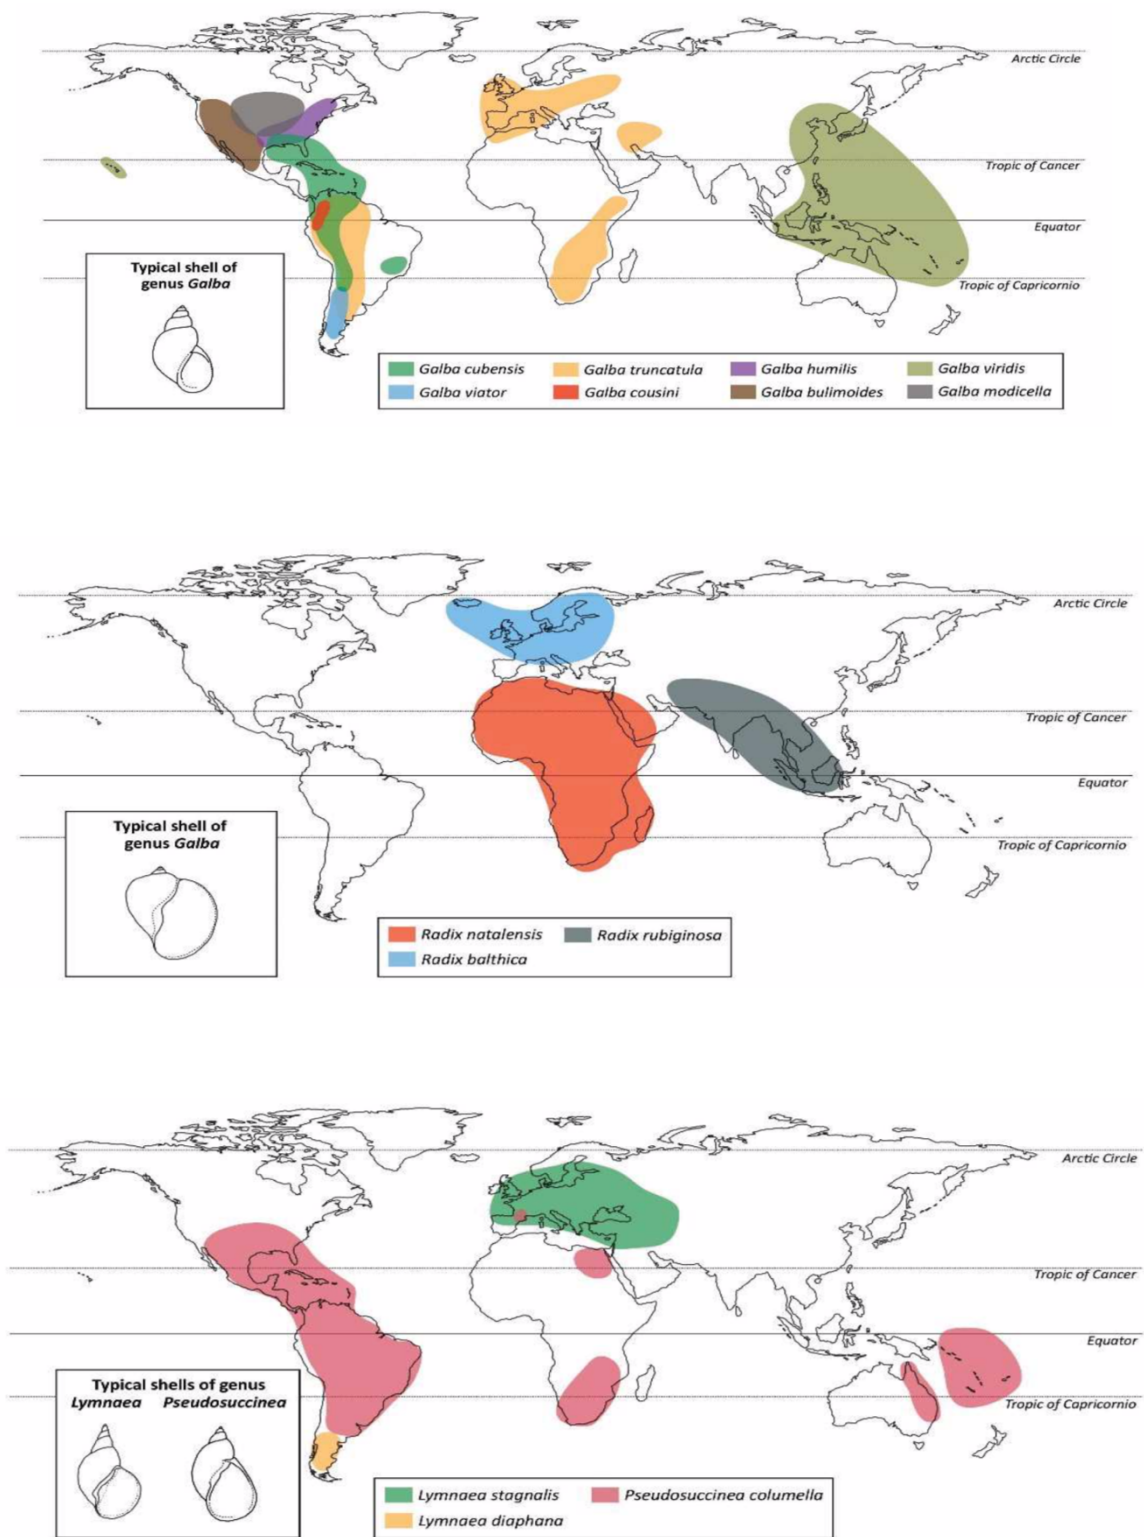 Arctic Circle
Tropic of Cancer
Equator
Tropic of Capricornio
Typical shell of
genus Galba
Galba cubensis
Galba truncatula
Galba humilis
Galba viridis
Galba viator
Galba cousini
Galba bulimoides
Galba modicella
Arctic Circle
Tropic of Cancer
Equator
Tropic of Capricornio
Typical shell of
genus Galba
Radix natalensis
Radix rubiginosa
Radix balthica
Arctic Circle
Tropic of Cancer
Equator
Tropic of Capricornio
Typical shells of genus
Lymnaea Pseudosuccinea
Lymnaea stagnalis
Pseudosuccinea columella
Lymnaea diaphana